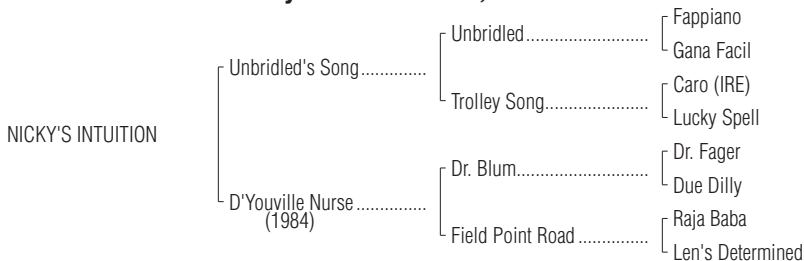 Fappiano
Unbridled........................
Gana Facil
Unbridled's Song..............
Caro (IRE)
Trolley Song.....................
Lucky Spell
NICKY'S INTUITION
Dr. Fager
Dr. Blum..........................
Due Dilly
D'Youville Nurse ...............
(1984)
Raja Baba
Field Point Road ..............
Len's Determined